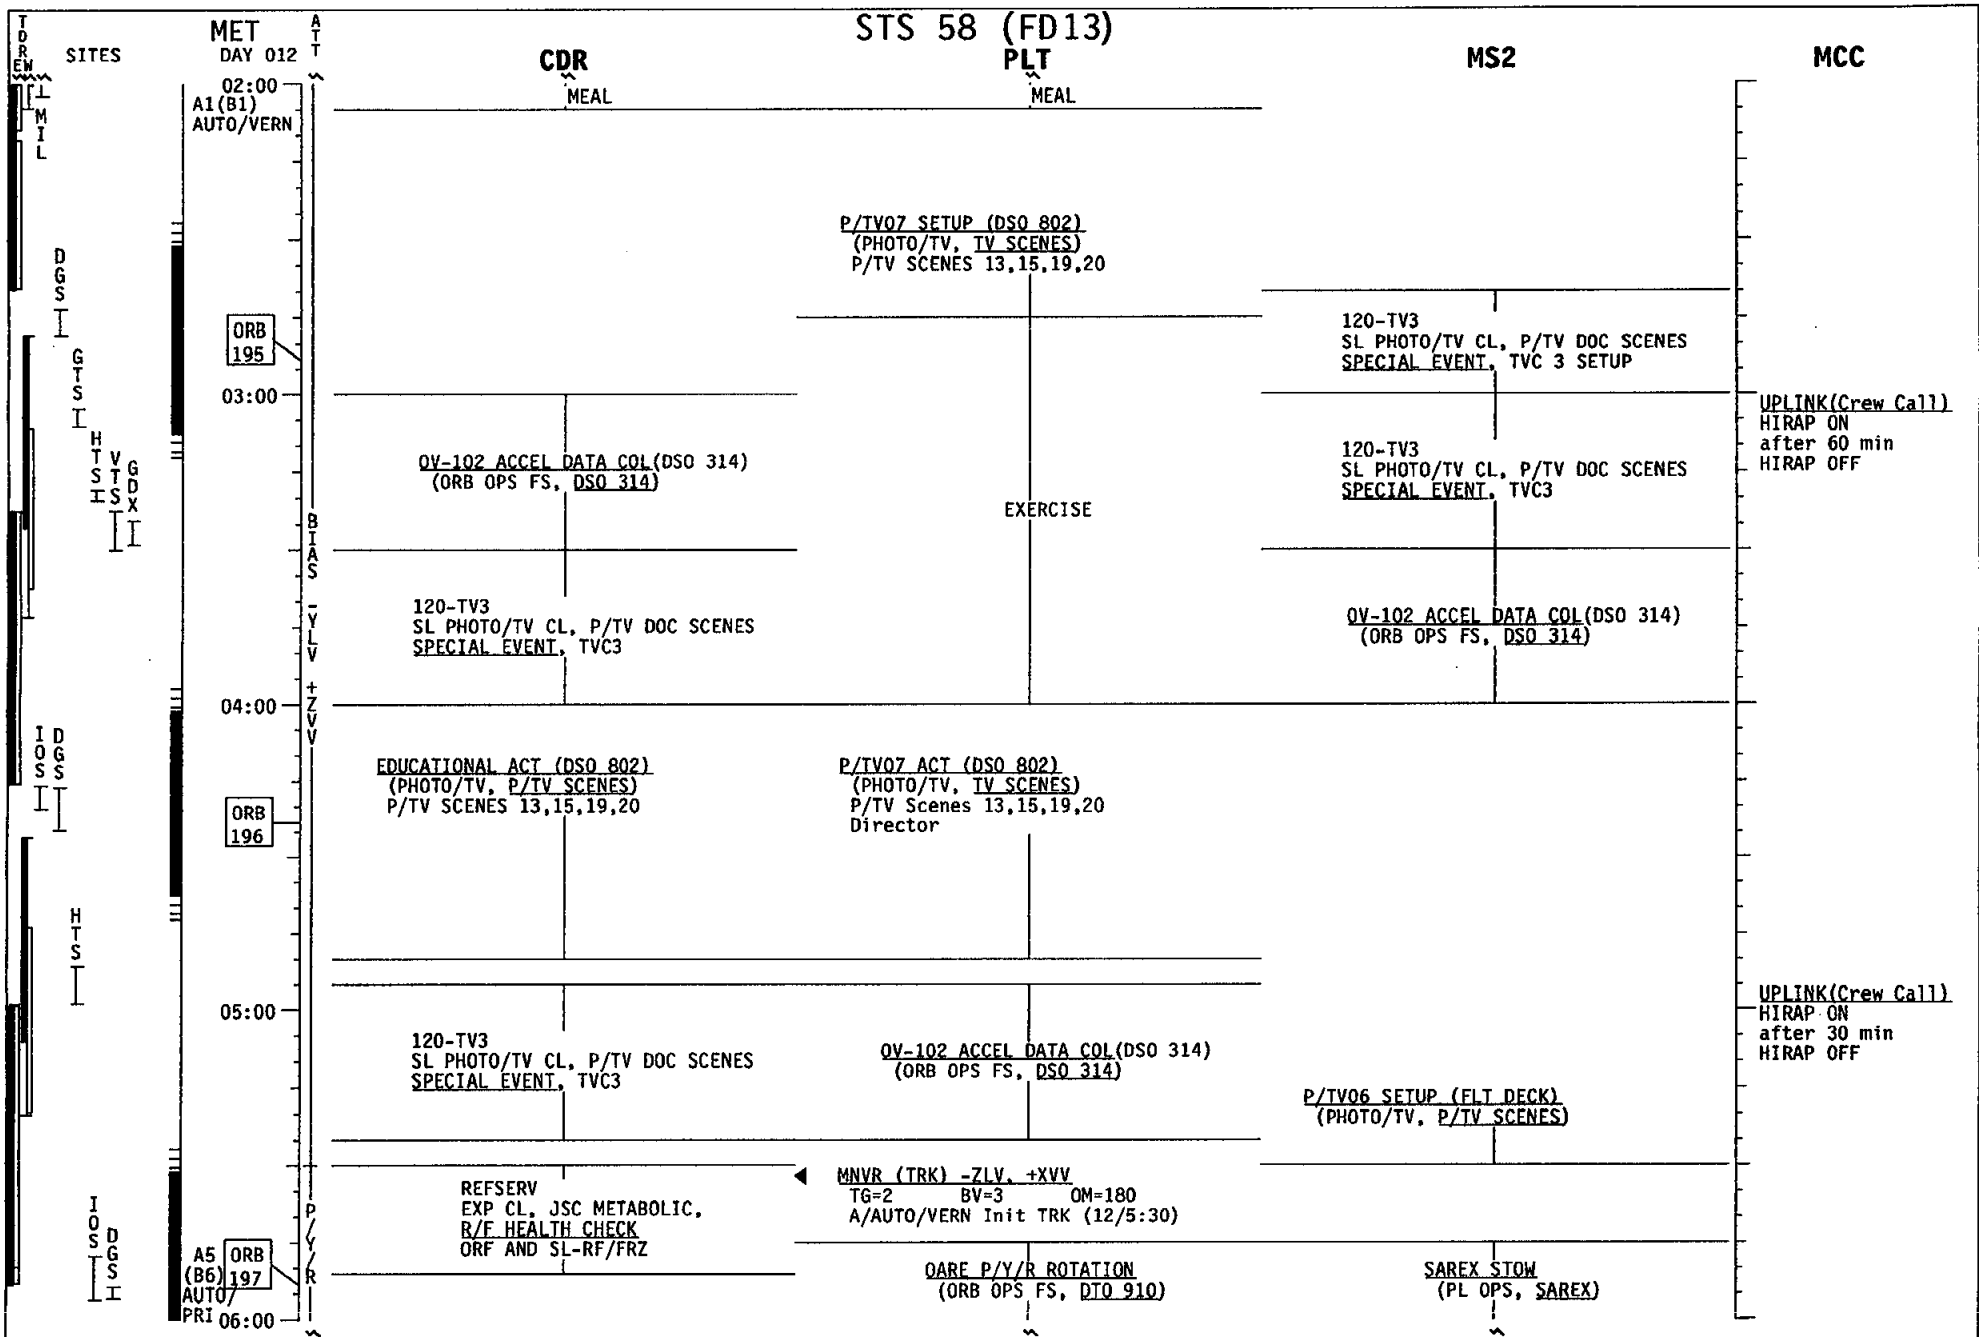 STS 58 (FD13)
TDRE W
SITES
MET
DAY 012
ATT
CDR
PLT
MS2
MCC
02:00
A1(B1)
AUTO/VERN
MIL
MEAL
MEAL
P/TV07 SETUP (DSO 802)
(PHOTO/TV, TV SCENES)
P/TV SCENES 13,15,19,20
DGS
ORB
195
120-TV3
SL PHOTO/TV CL, P/TV DOC SCENES
SPECIAL EVENT, TVC 3 SETUP
GTS
03:00
UPLINK(Crew Call)
HIRAP ON
after 60 min
HIRAP OFF
HTS
VTS
GDX
OV-102 ACCEL DATA COL(DSO 314)
(ORB OPS FS, DSO 314)
120-TV3
SL PHOTO/TV CL, P/TV DOC SCENES
SPECIAL EVENT, TVC3
EXERCISE
BIAS -YLV +ZVV
120-TV3
SL PHOTO/TV CL, P/TV DOC SCENES
SPECIAL EVENT, TVC3
OV-102 ACCEL DATA COL(DSO 314)
(ORB OPS FS, DSO 314)
04:00
IOS
DGS
EDUCATIONAL ACT (DSO 802)
(PHOTO/TV, P/TV SCENES)
P/TV SCENES 13,15,19,20
P/TV07 ACT (DSO 802)
(PHOTO/TV, TV SCENES)
P/TV Scenes 13,15,19,20
Director
ORB
196
HTS
05:00
UPLINK(Crew Call)
HIRAP ON
after 30 min
HIRAP OFF
120-TV3
SL PHOTO/TV CL, P/TV DOC SCENES
SPECIAL EVENT, TVC3
OV-102 ACCEL DATA COL(DSO 314)
(ORB OPS FS, DSO 314)
P/TV06 SETUP (FLT DECK)
(PHOTO/TV, P/TV SCENES)
REFSERV
EXP CL, JSC METABOLIC,
R/F HEALTH CHECK
ORF AND SL-RF/FRZ
MNVR (TRK) -ZLV, +XVV
TG=2 BV=3 OM=180
A/AUTO/VERN Init TRK (12/5:30)
P/Y/R
IOS
DGS
A5
(B6)
AUTO/
PRI
ORB
197
OARE P/Y/R ROTATION
(ORB OPS FS, DTO 910)
SAREX STOW
(PL OPS, SAREX)
06:00